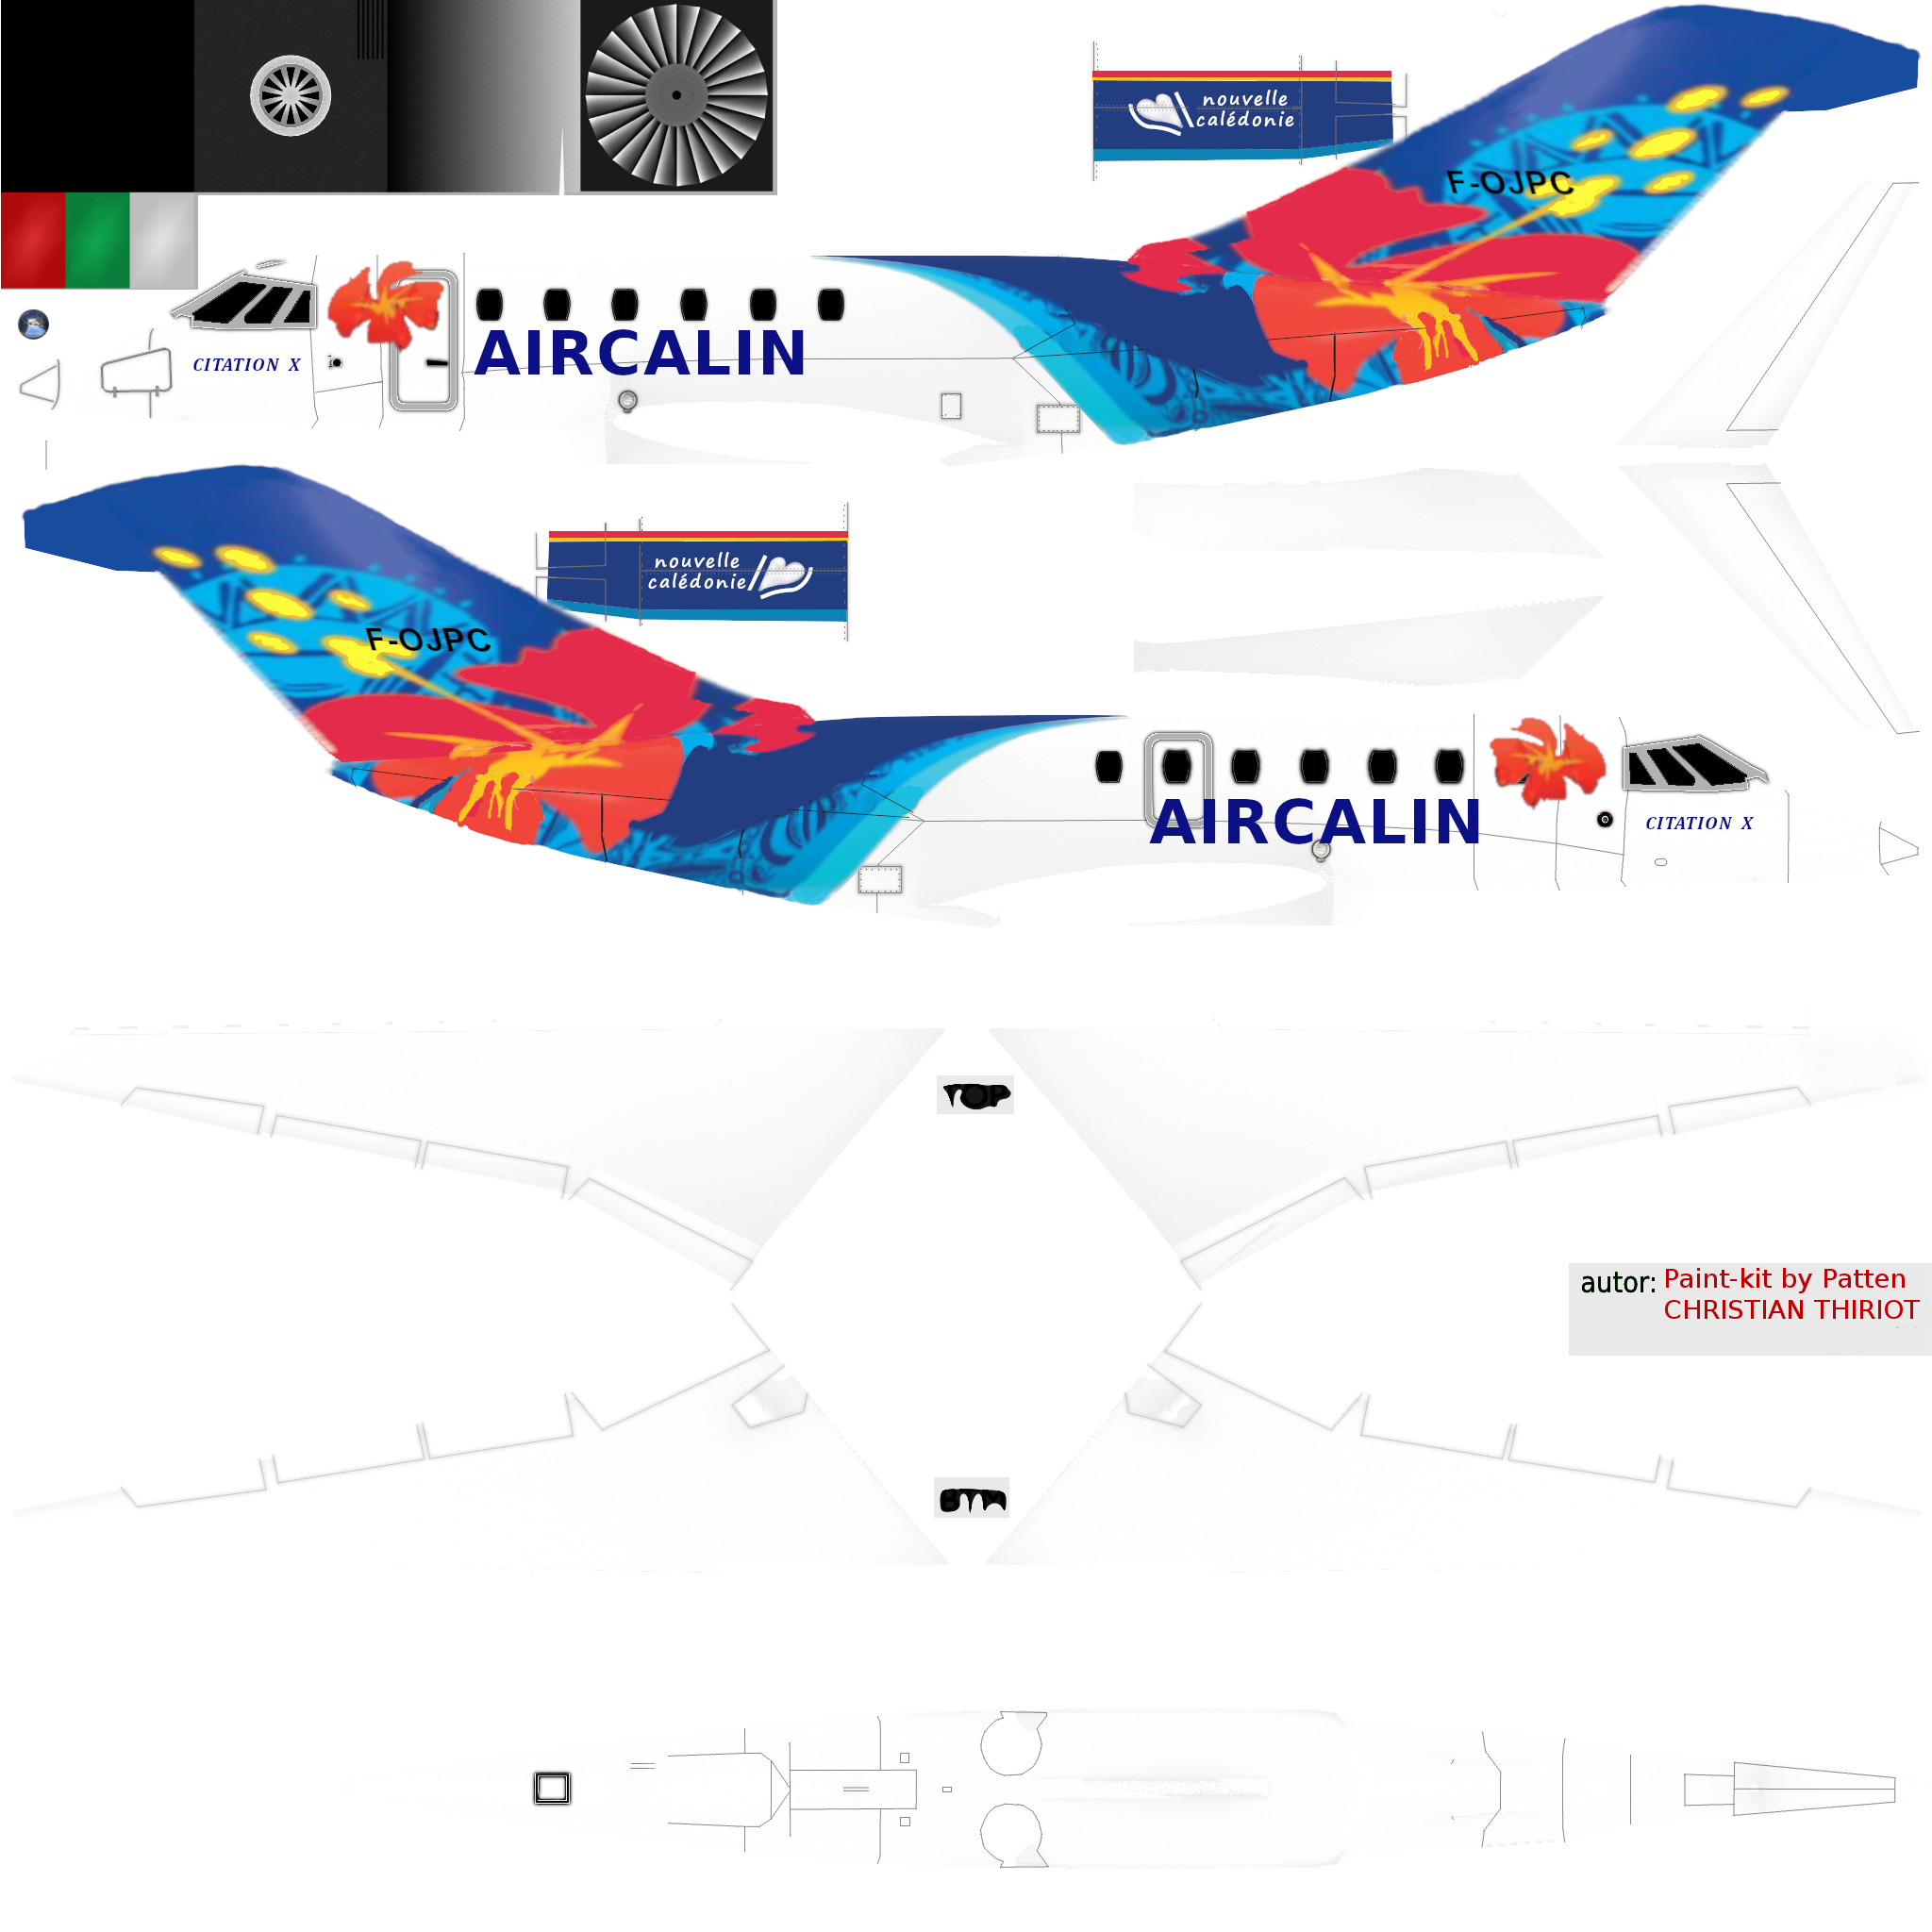 nouvelle
calédonie
F-OJPC
CITATION X
AIRCALIN
nouvelle
calédonie
F-OJPC
AIRCALIN
CITATION X
TOP
autor: Paint-kit by Patten
CHRISTIAN THIRIOT